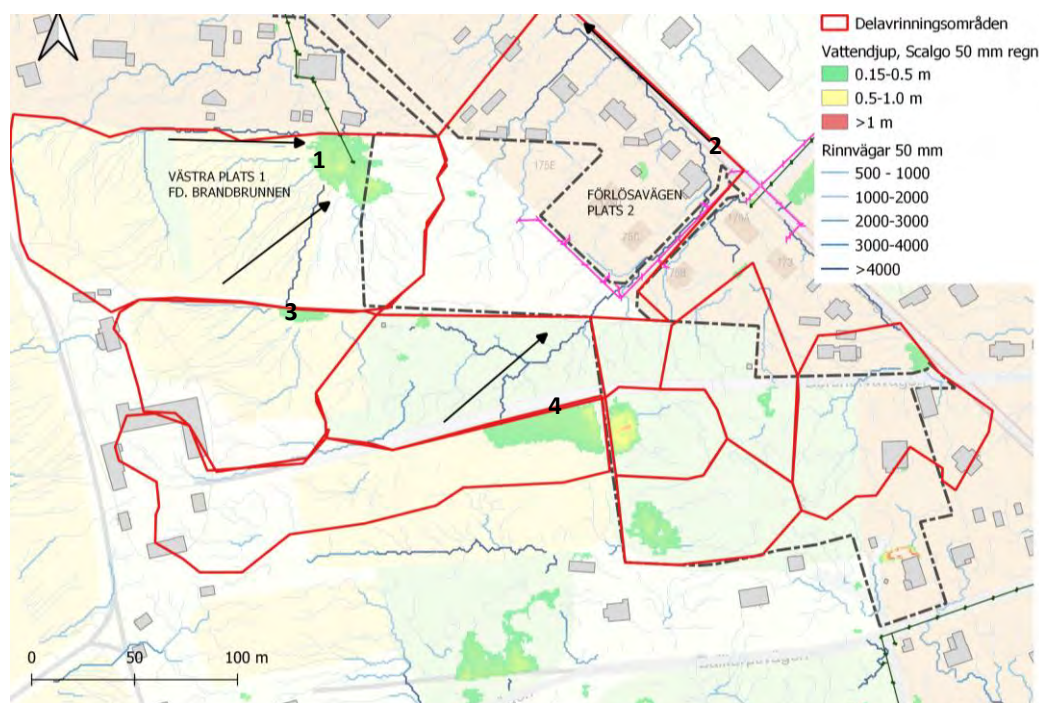 Delavrinningsområden
Vattendjup, Scalgo 50 mm regn
0.15-0.5 m
0.5-1.0 m
>1 m
Rinnvägar 50 mm
500 - 1000
1000-2000
2000-3000
3000-4000
>4000
1
2
VÄSTRA PLATS 1
FD. BRANDBRUNNEN
175E
FÖRLÖSAVÄGEN
PLATS 2
3
4
0 50 100 m